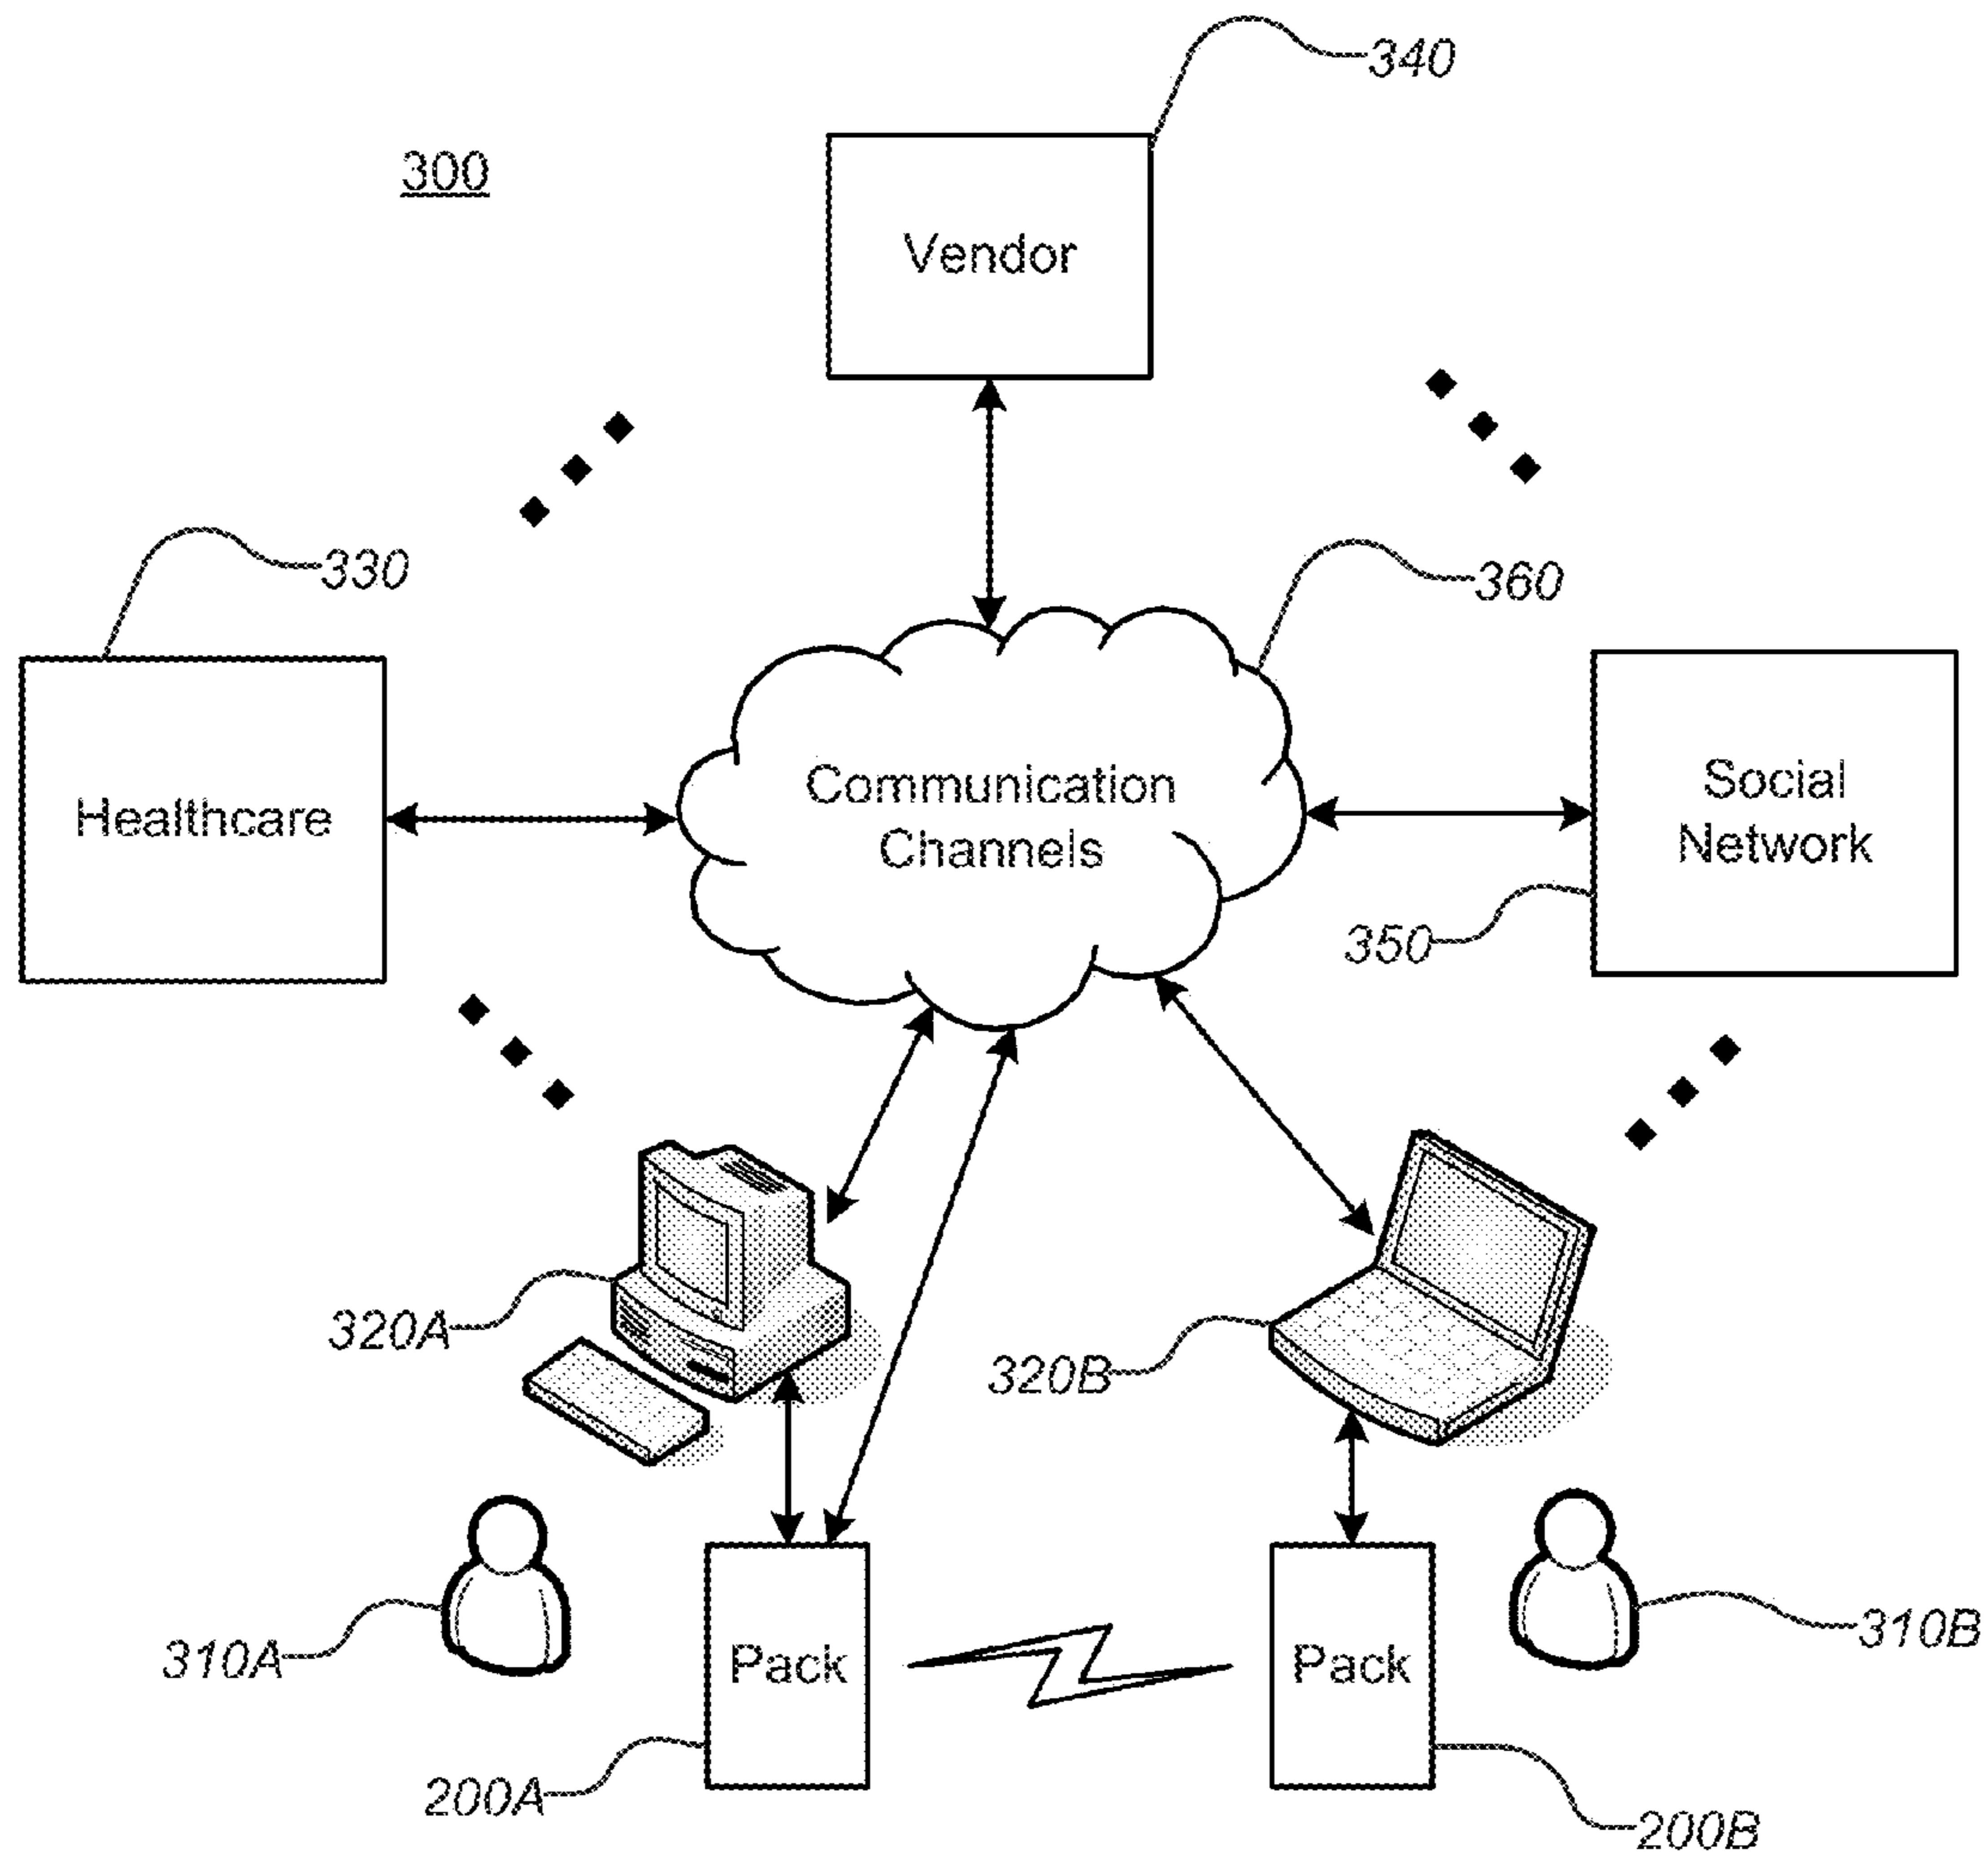 340
300
Vendor
330
360
Healthcare
Communication
Channels
Social
Network
350
320A
320B
310A
Pack
Pack
310B
200A
200B